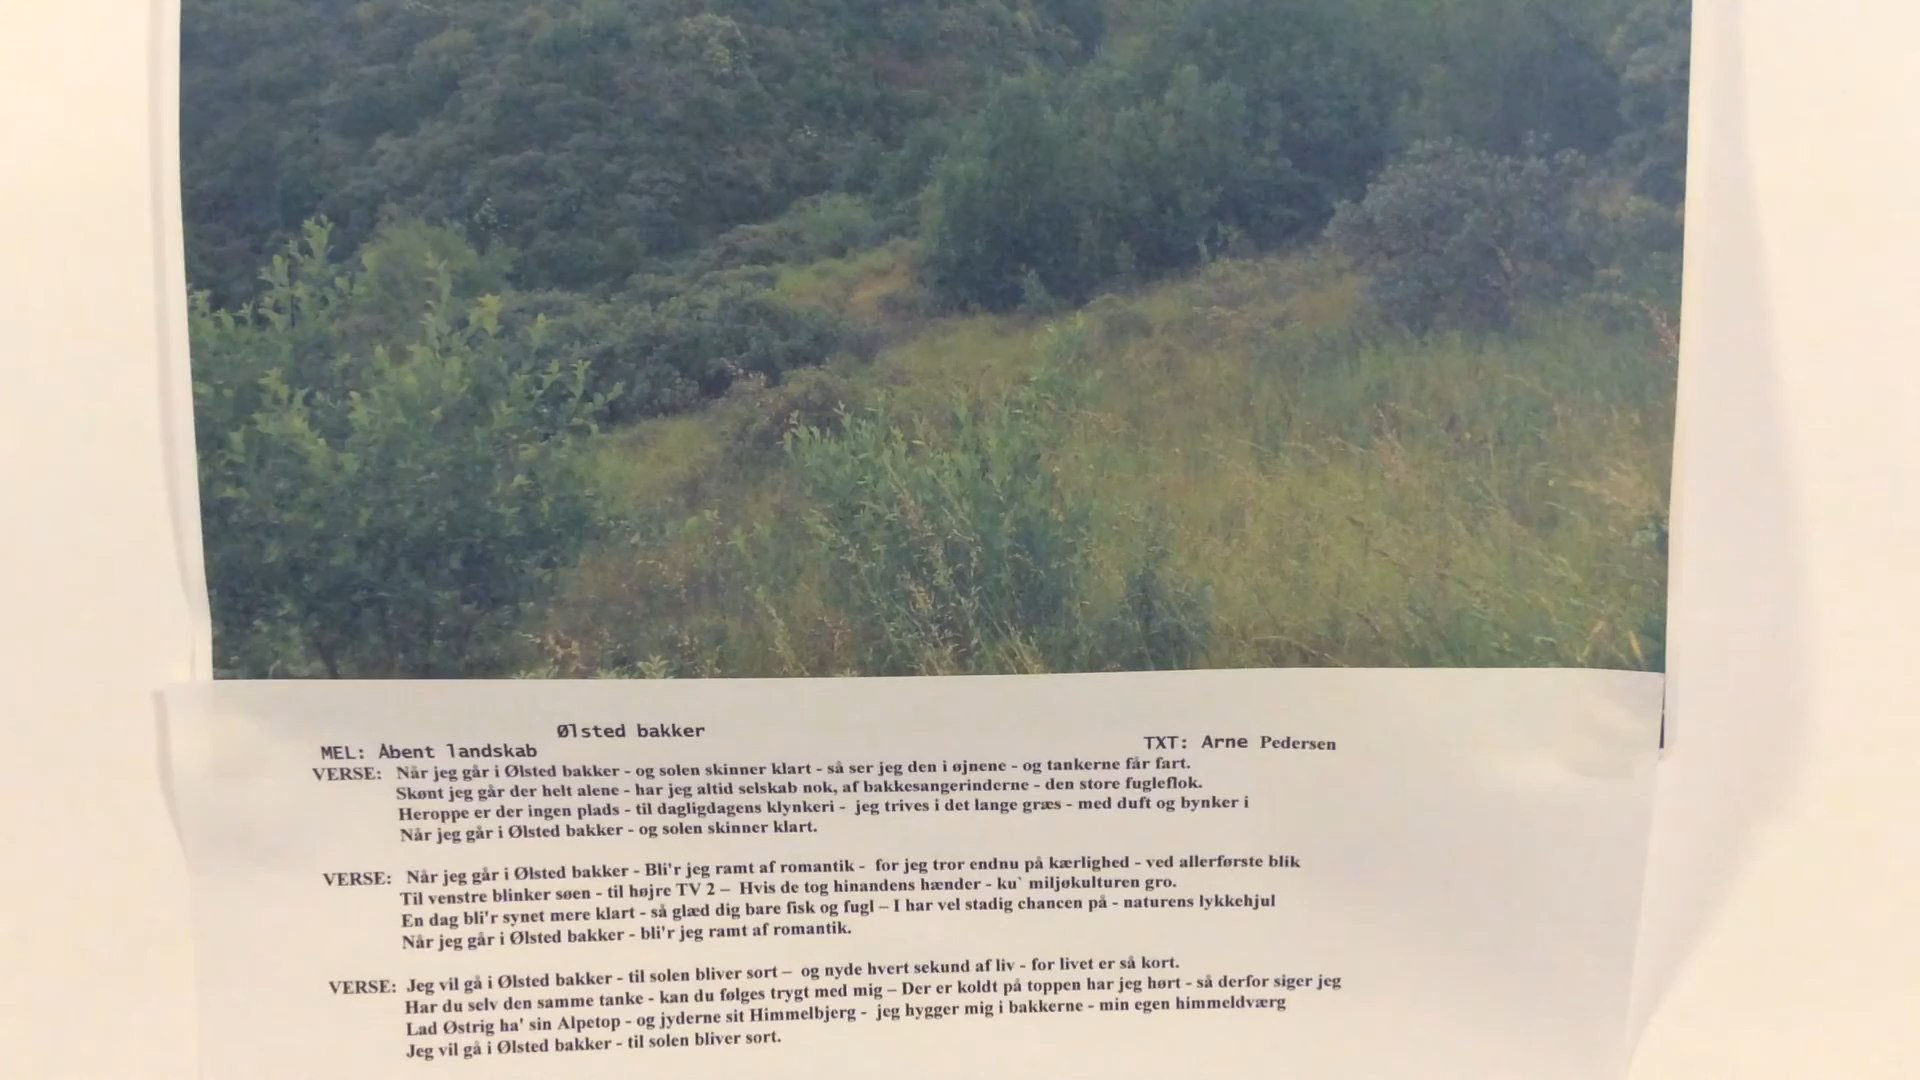 Ølsted bakker
MEL: Åbent landskab
TXT: Arne Pedersen
VERSE: Når jeg går i Ølsted bakker - og solen skinner klart - så ser jeg den i øjnene - og tankerne får fart.
Skønt jeg går der helt alene - har jeg altid selskab nok, af bakkesangerinderne - den store fugleflok.
Heroppe er der ingen plads - til dagligdagens klynkeri - jeg trives i det lange græs - med duft og bynker i
Når jeg går i Ølsted bakker - og solen skinner klart.
VERSE: Når jeg går i Ølsted bakker - Bli'r jeg ramt af romantik - for jeg tror endnu på kærlighed - ved allerførste blik
Til venstre blinker søen - til højre TV 2 – Hvis de tog hinandens hænder - ku` miljøkulturen gro.
En dag bli'r synet mere klart - så glæd dig bare fisk og fugl – I har vel stadig chancen på - naturens lykkehjul
Når jeg går i Ølsted bakker - bli'r jeg ramt af romantik.
VERSE: Jeg vil gå i Ølsted bakker - til solen bliver sort – og nyde hvert sekund af liv - for livet er så kort.
Har du selv den samme tanke - kan du følges trygt med mig – Der er koldt på toppen har jeg hørt - så derfor siger jeg
Lad Østrig ha' sin Alpetop - og jyderne sit Himmelbjerg - jeg hygger mig i bakkerne - min egen himmeldværg
Jeg vil gå i Ølsted bakker - til solen bliver sort.